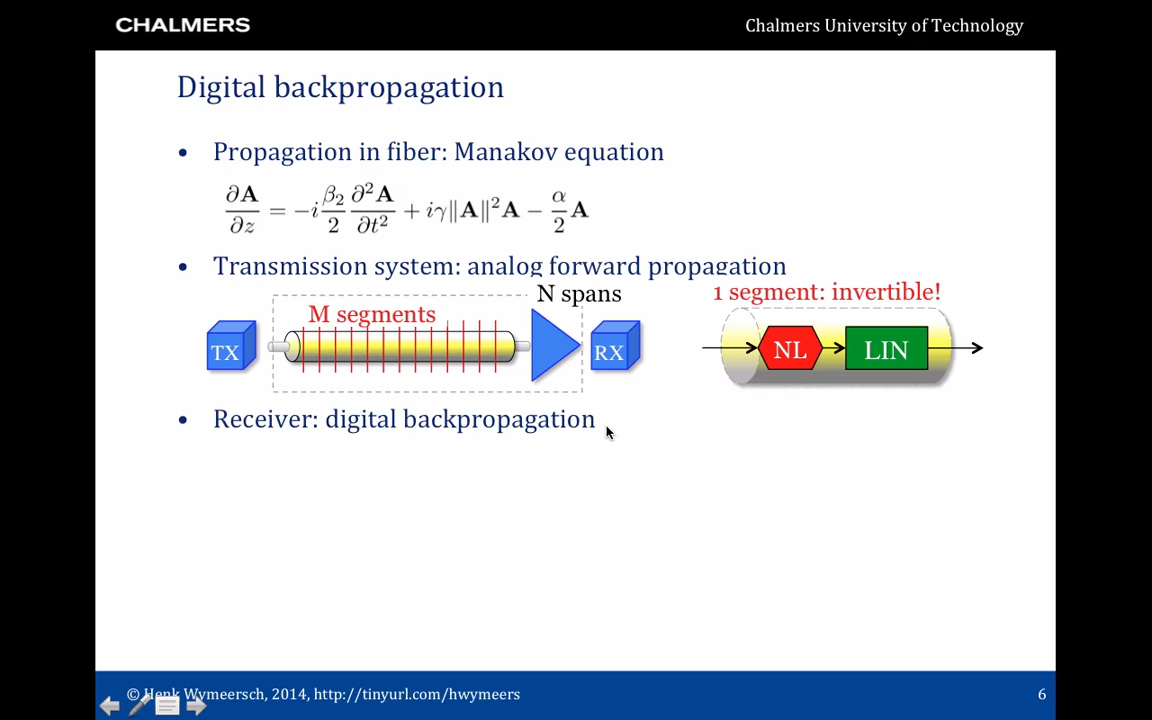 CHALMERS
Chalmers University of Technology
Digital backpropagation
• Propagation in fiber: Manakov equation
∂A/∂z = −i β₂/2 ∂²A/∂t² + iγ‖A‖²A − α/2 A
• Transmission system: analog forward propagation
N spans
1 segment: invertible!
M segments
TX
RX
NL
LIN
• Receiver: digital backpropagation
© Henk Wymeersch, 2014, http://tinyurl.com/hwymeers
6